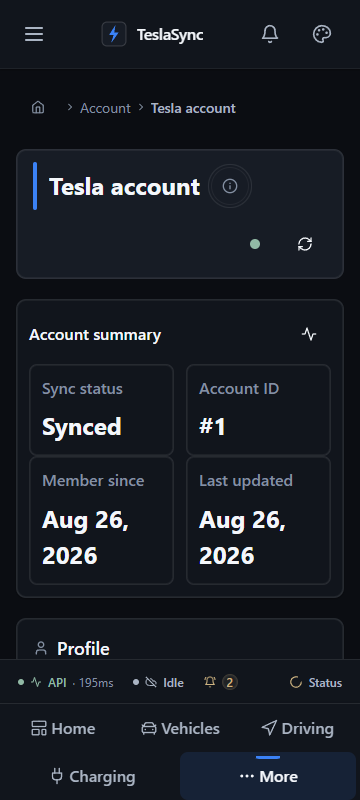 TeslaSync
Account Tesla account
Tesla account
Account summary
Sync status
Synced
Account ID
#1
Member since
Aug 26,
2026
Last updated
Aug 26,
2026
Profile
API · 195ms Idle 2 Status
Home Vehicles Driving
Charging More